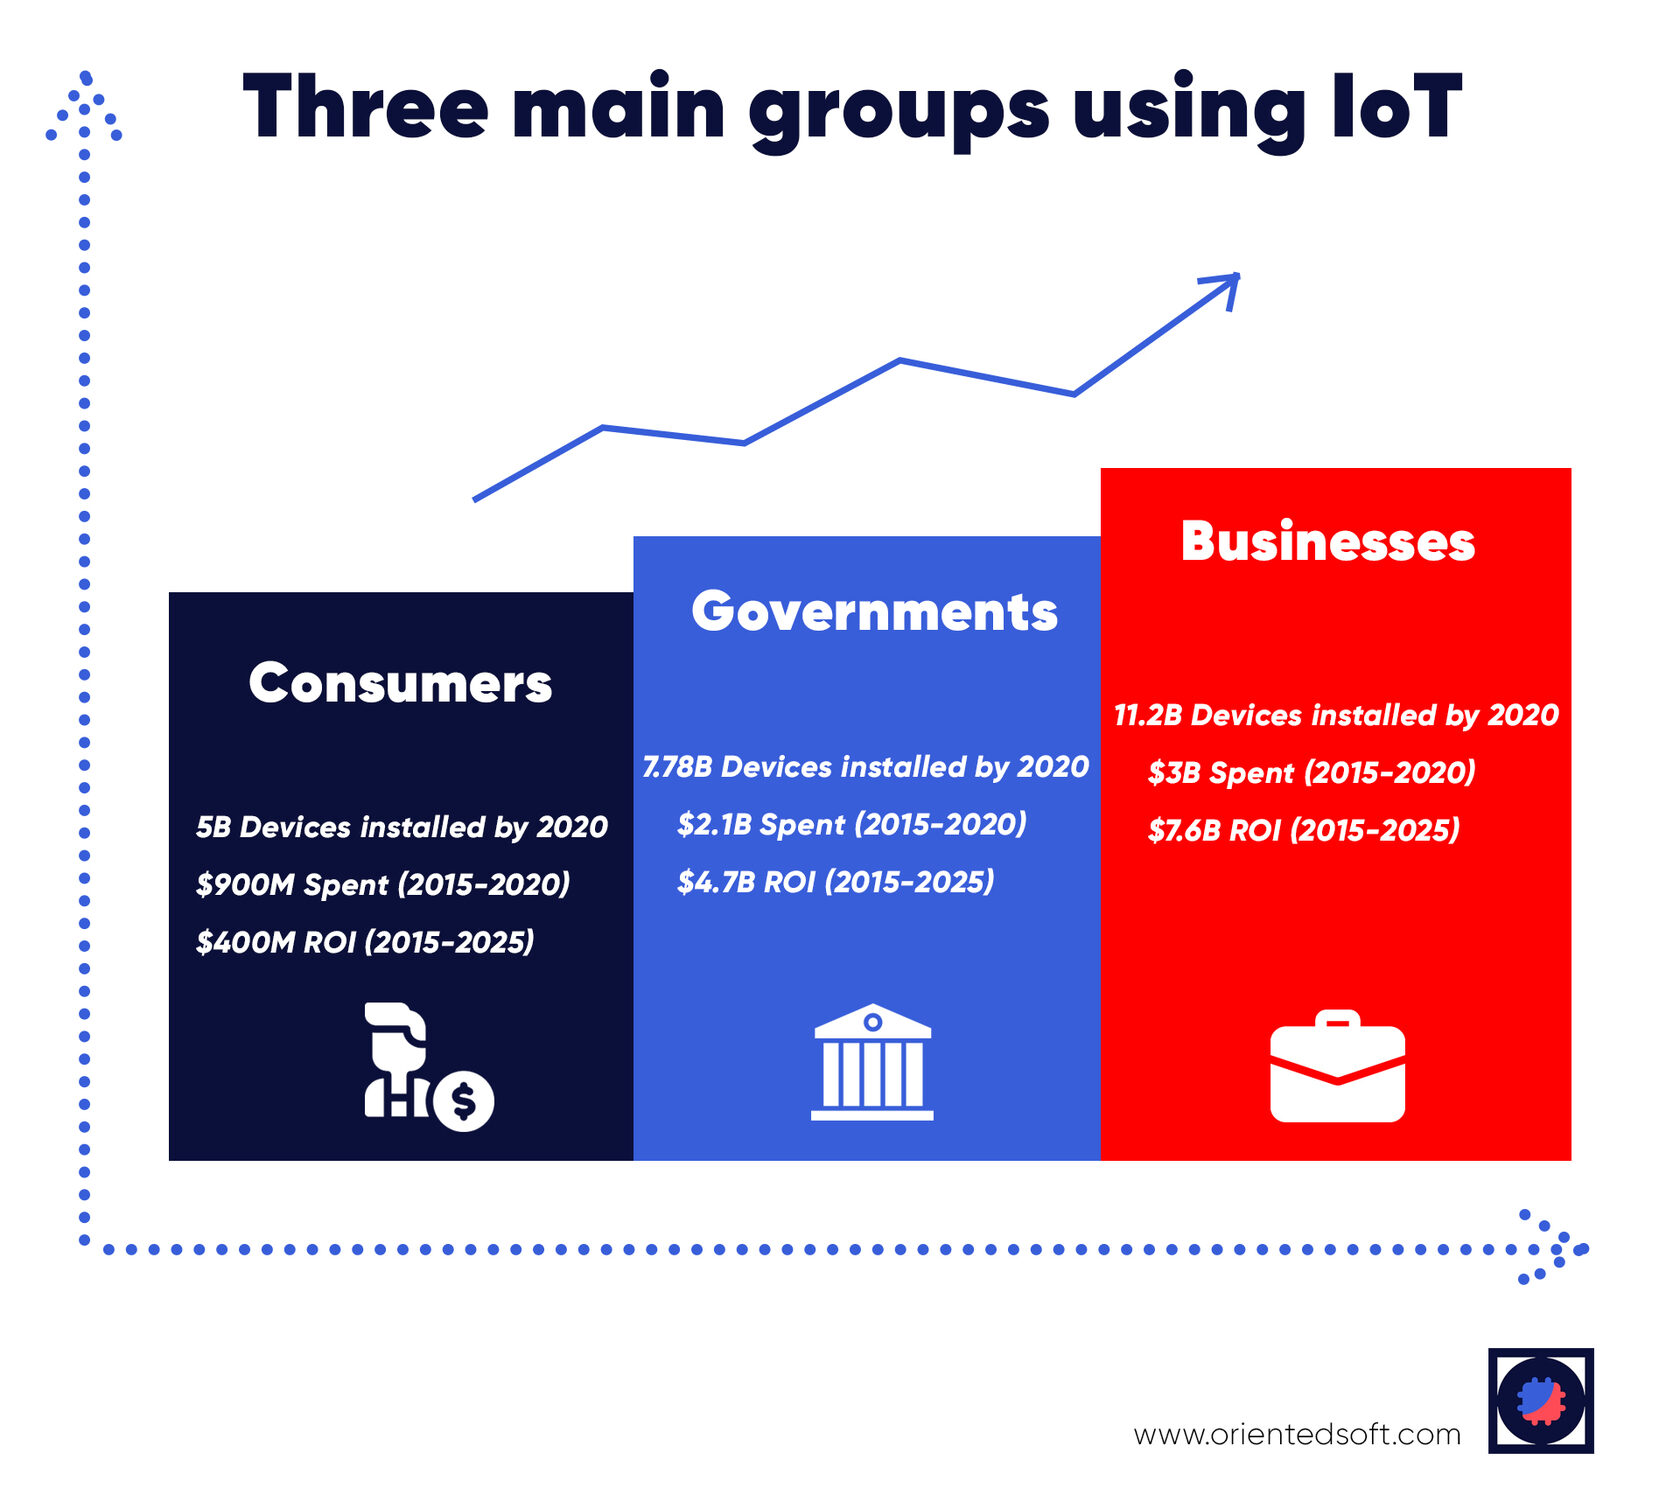 Three main groups using IoT
Consumers
5B Devices installed by 2020
$900M Spent (2015-2020)
$400M ROI (2015-2025)
$
Governments
7.78B Devices installed by 2020
$2.1B Spent (2015-2020)
$4.7B ROI (2015-2025)
Businesses
11.2B Devices installed by 2020
$3B Spent (2015-2020)
$7.6B ROI (2015-2025)
www.orientedsoft.com